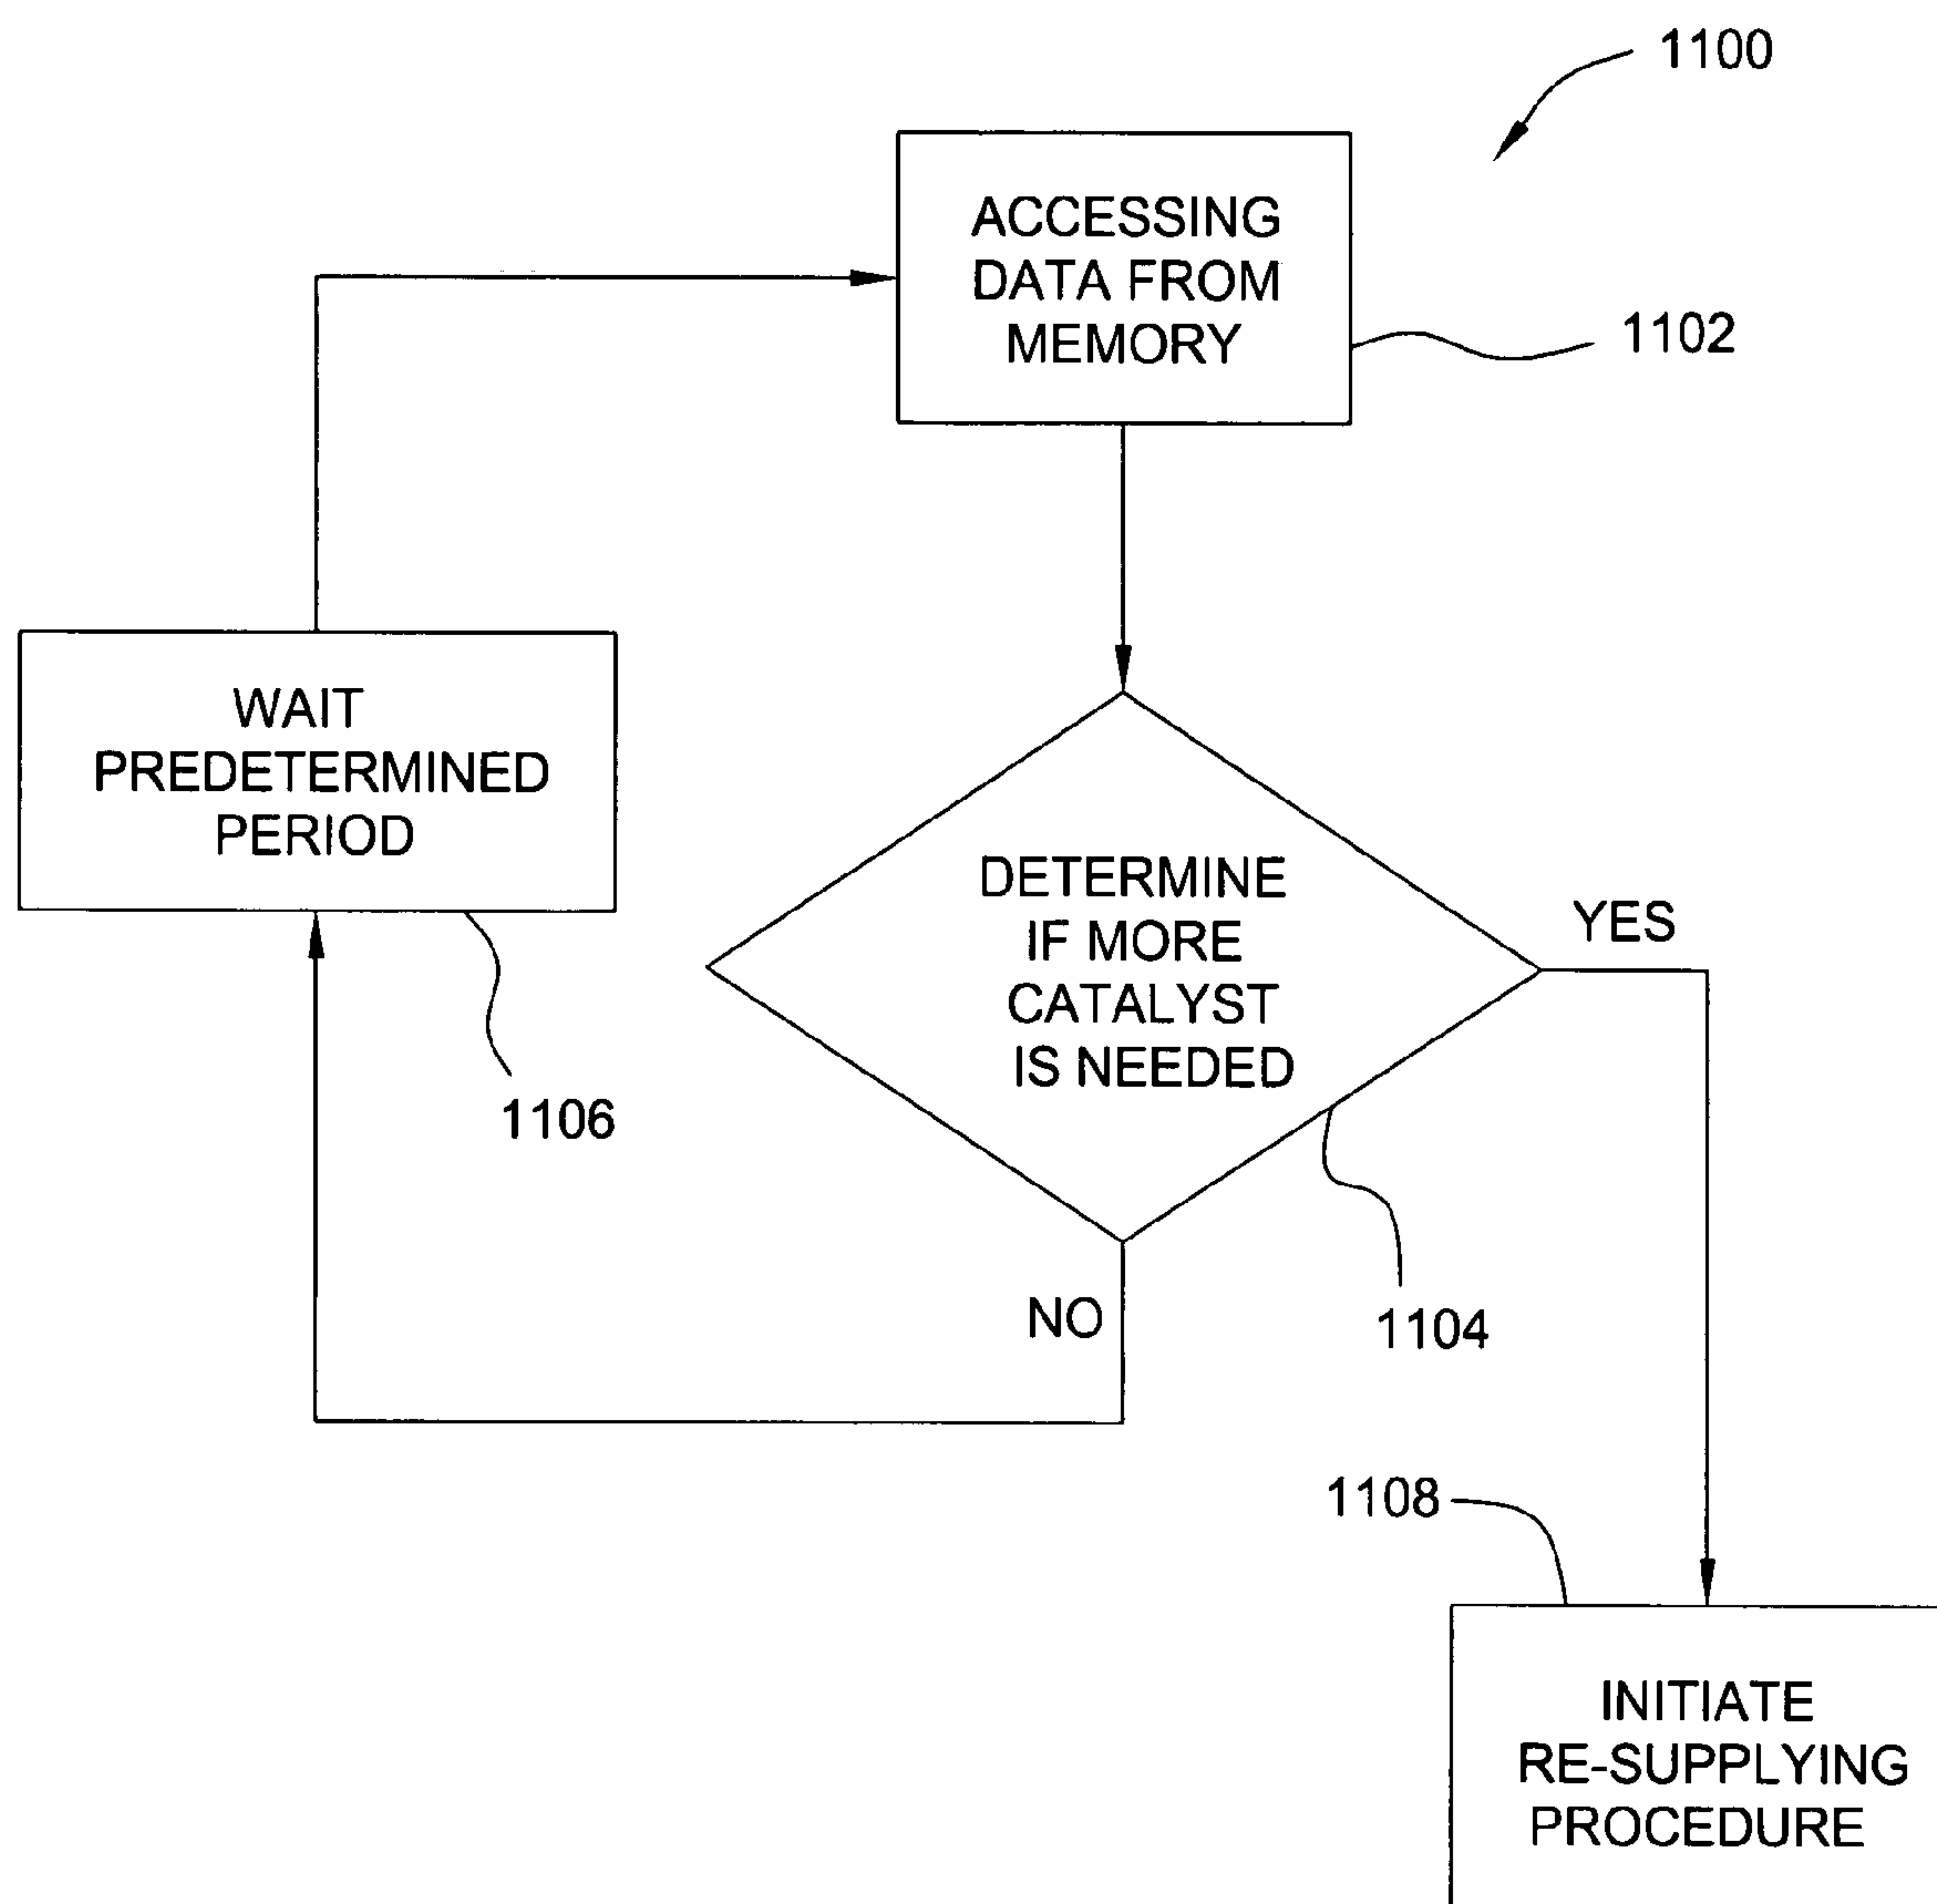 1100
ACCESSING
DATA FROM
MEMORY
1102
WAIT
PREDETERMINED
PERIOD
1106
DETERMINE
IF MORE
CATALYST
IS NEEDED
YES
NO
1104
1108
INITIATE
RE-SUPPLYING
PROCEDURE